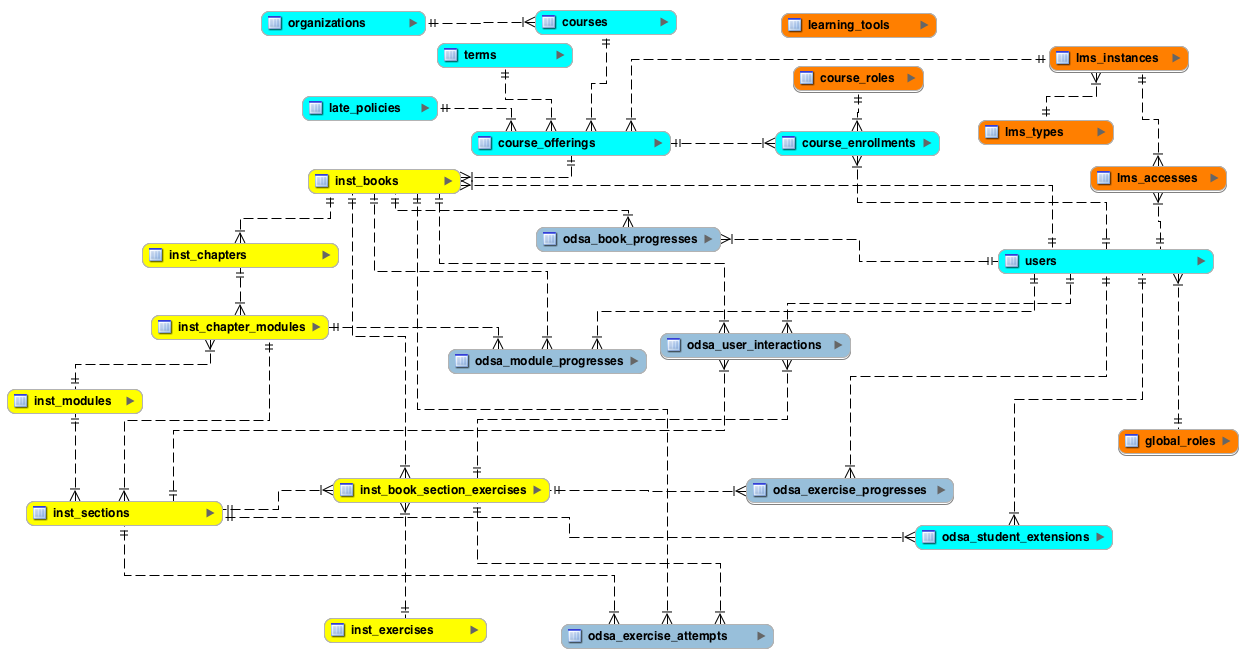 organizations
courses
learning_tools
terms
lms_instances
course_roles
late_policies
lms_types
course_offerings
course_enrollments
inst_books
lms_accesses
odsa_book_progresses
inst_chapters
users
inst_chapter_modules
odsa_user_interactions
odsa_module_progresses
inst_modules
global_roles
inst_book_section_exercises
odsa_exercise_progresses
inst_sections
odsa_student_extensions
inst_exercises
odsa_exercise_attempts